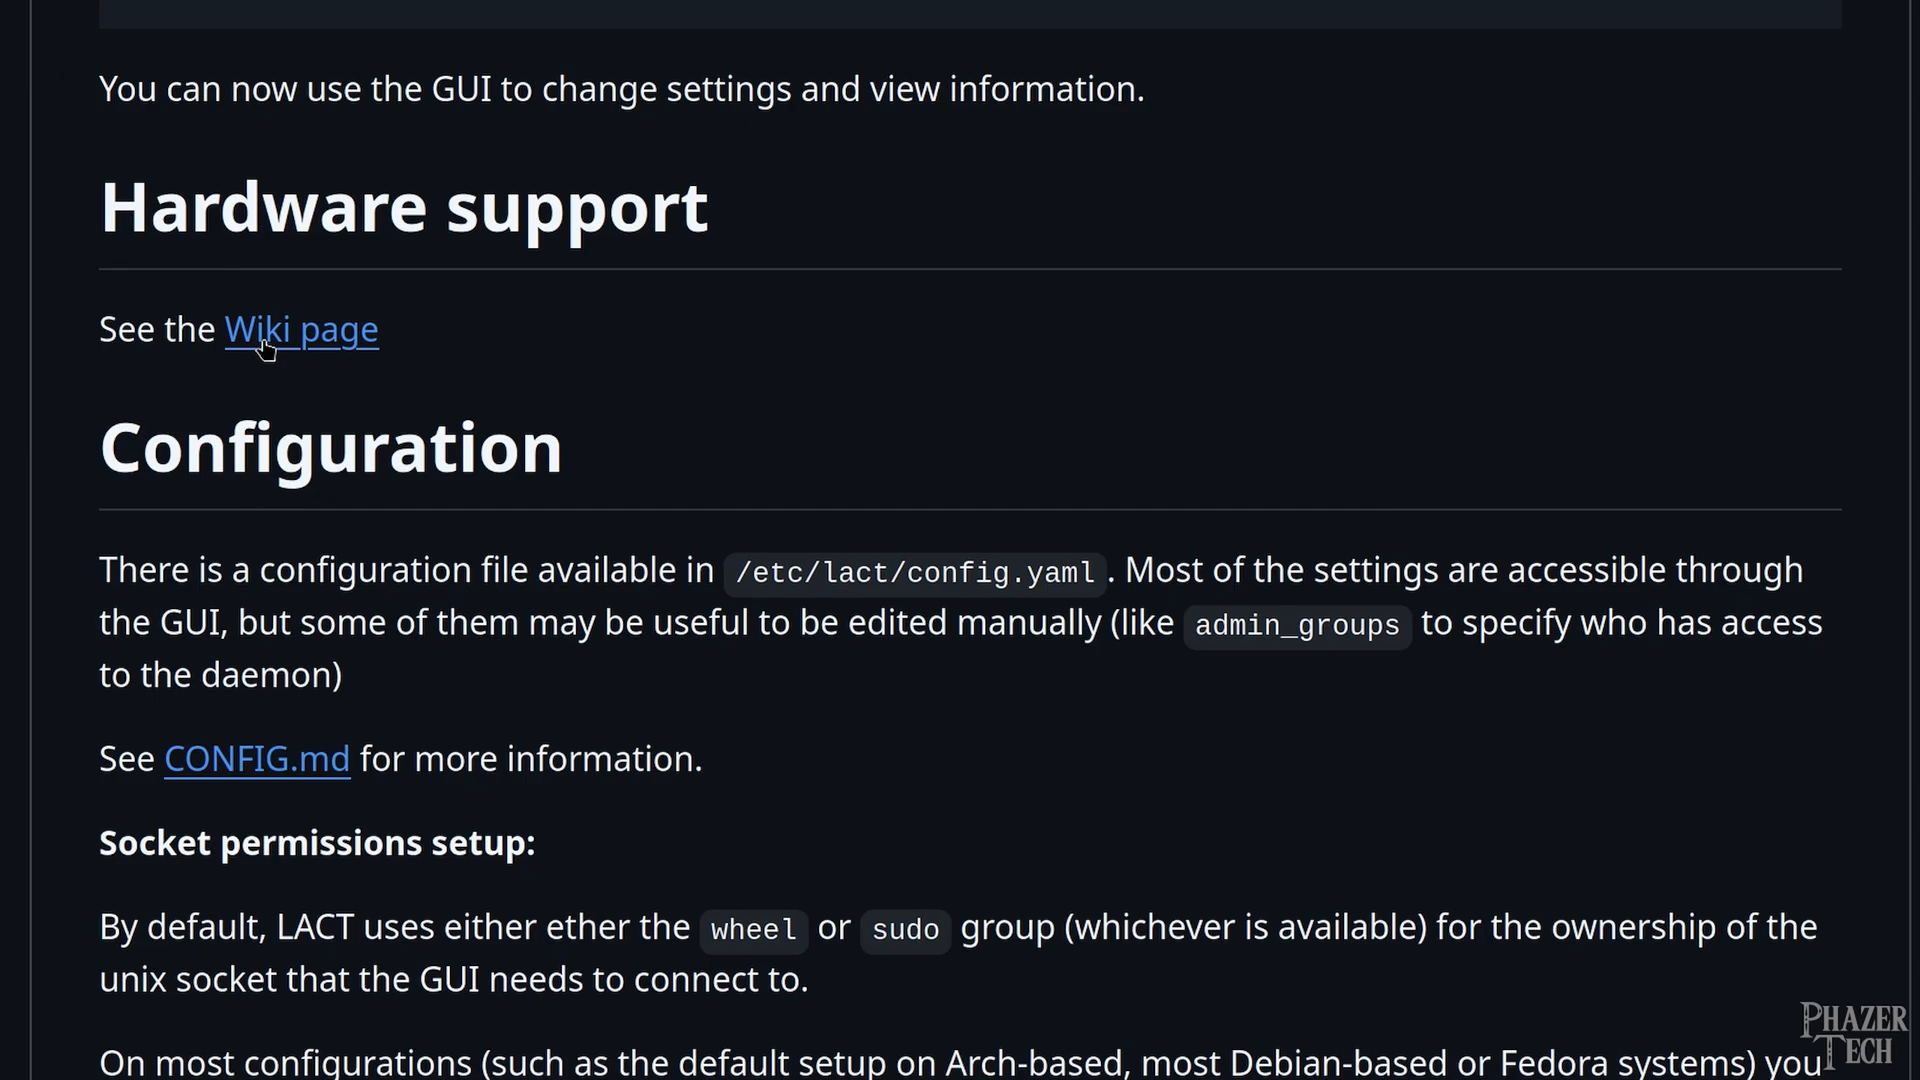 You can now use the GUI to change settings and view information.
Hardware support
See the Wiki page
Configuration
There is a configuration file available in /etc/lact/config.yaml . Most of the settings are accessible through
the GUI, but some of them may be useful to be edited manually (like admin_groups to specify who has access
to the daemon)
See CONFIG.md for more information.
Socket permissions setup:
By default, LACT uses either ether the wheel or sudo group (whichever is available) for the ownership of the
unix socket that the GUI needs to connect to.
On most configurations (such as the default setup on Arch-based, most Debian-based or Fedora systems) you
PHAZER
TECH